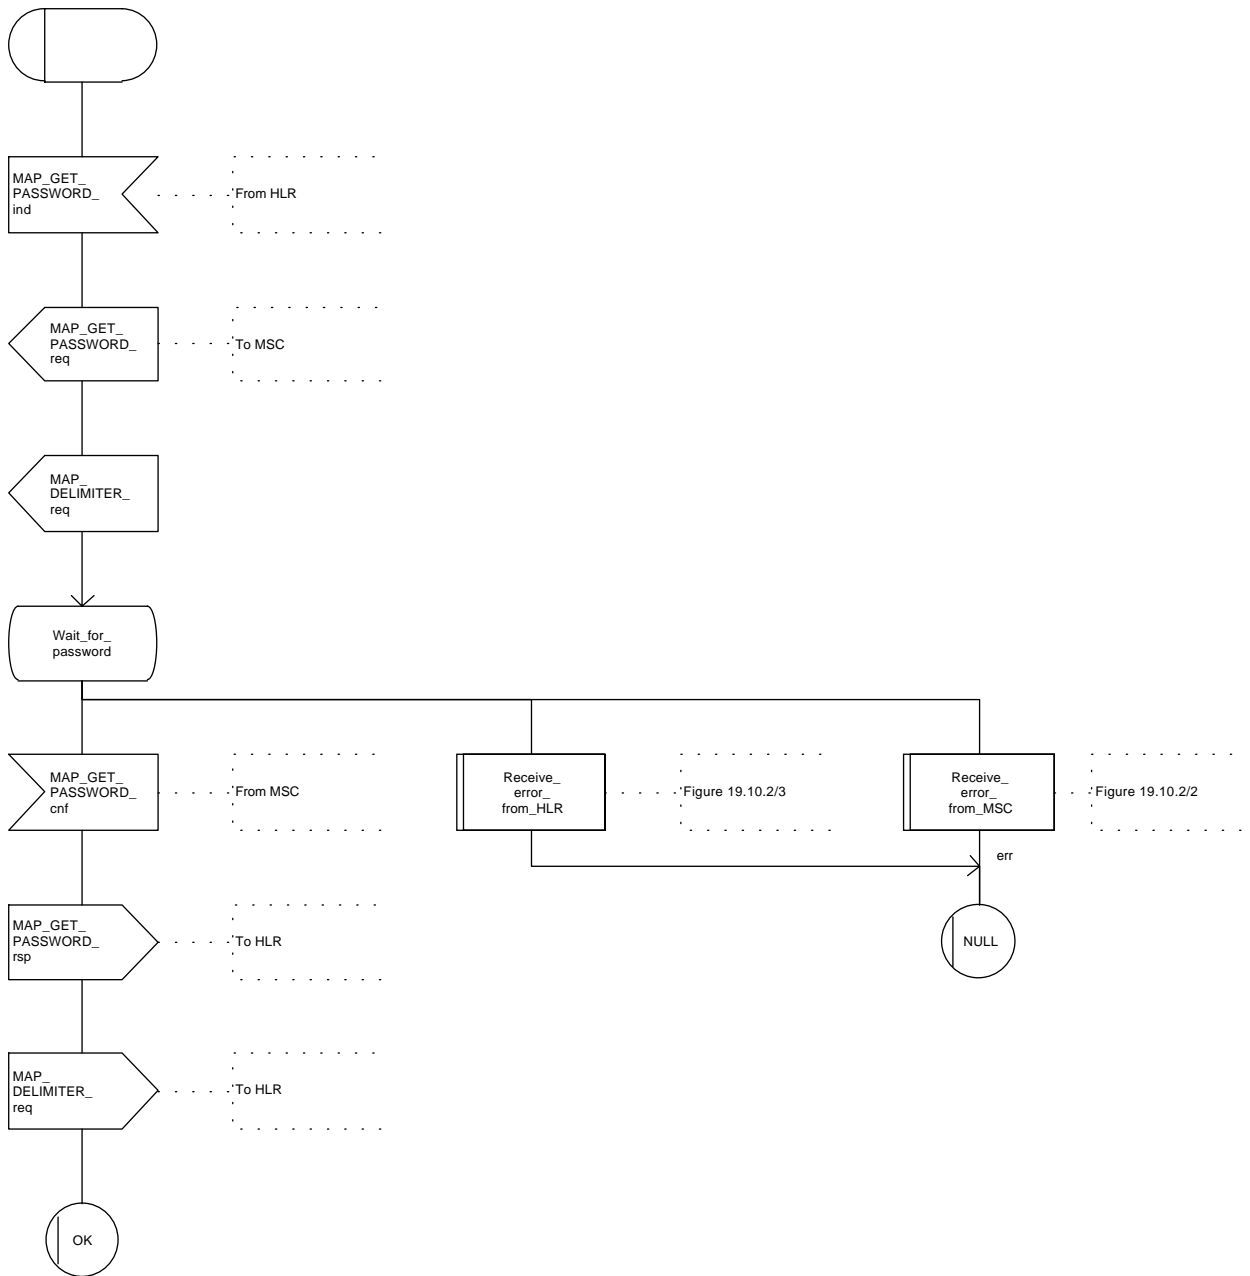 MAP_GET_
PASSWORD_
ind
From HLR
MAP_GET_
PASSWORD_
req
To MSC
MAP_
DELIMITER_
req
Wait_for_
password
MAP_GET_
PASSWORD_
cnf
From MSC
Receive_
error_
from_HLR
Figure 19.10.2/3
Receive_
error_
from_MSC
Figure 19.10.2/2
err
MAP_GET_
PASSWORD_
rsp
To HLR
NULL
MAP_
DELIMITER_
req
To HLR
OK